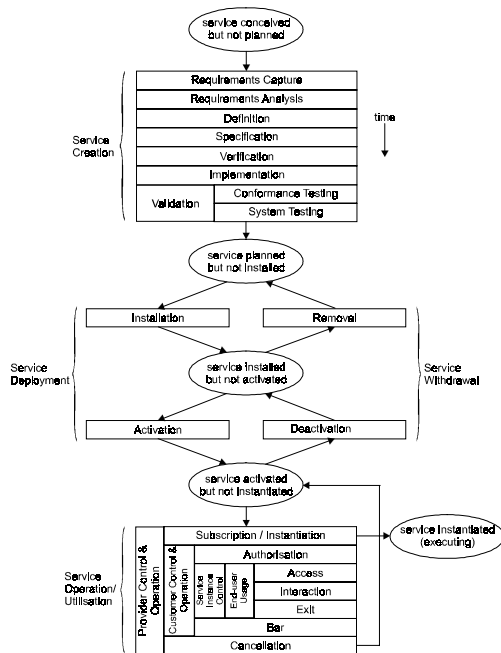 service conceived
but not planned
Service
Creation
Requirements Capture
Requirements Analysis
Definition
Specification
Verification
Implementation
Validation
Conformance Testing
System Testing
time
service planned
but not installed
Installation
Removal
Service
Deployment
service installed
but not activated
Service
Withdrawal
Activation
Deactivation
service activated
but not instantiated
Service
Operation/
Utilisation
Provider Control &
Operation
Subscription / Instantiation
Customer Control &
Operation
Authorisation
Service
Instance
Control
End-user
Usage
Access
Interaction
Exit
Bar
Cancellation
service instantiated
(executing)